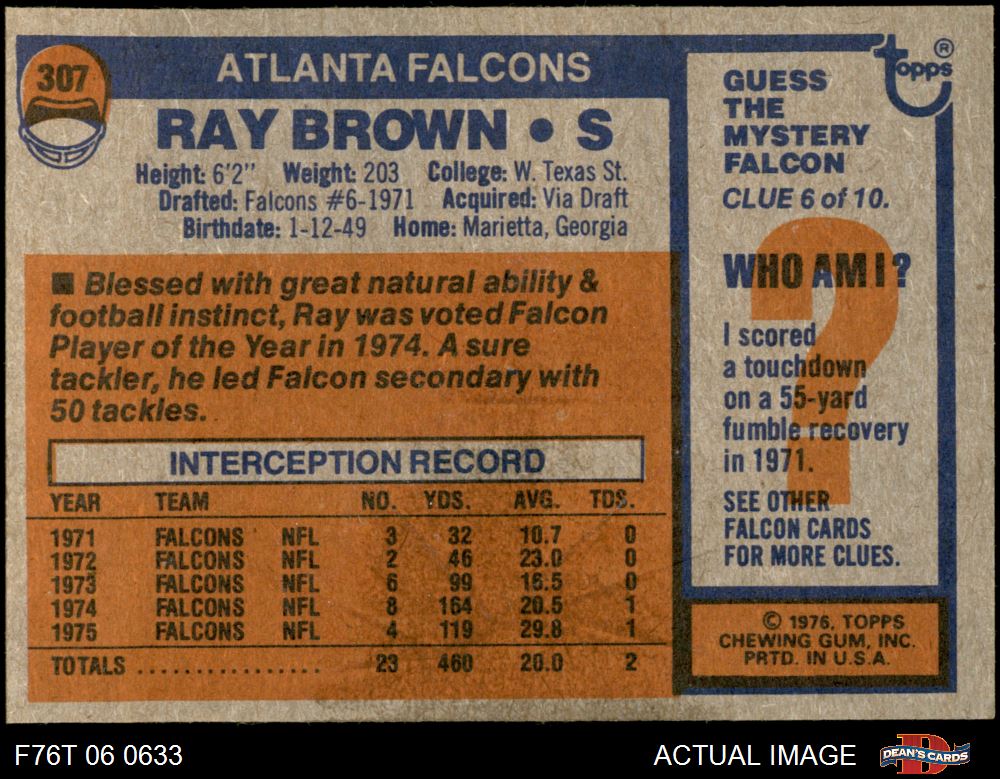 307
ATLANTA FALCONS
RAY BROWN • S
Height: 6'2" Weight: 203 College: W. Texas St.
Drafted: Falcons #6-1971 Acquired: Via Draft
Birthdate: 1-12-49 Home: Marietta, Georgia
■ Blessed with great natural ability &
football instinct, Ray was voted Falcon
Player of the Year in 1974. A sure
tackler, he led Falcon secondary with
50 tackles.
INTERCEPTION RECORD
YEAR TEAM NO. YDS. AVG. TDS.
1971 FALCONS NFL 3 32 10.7 0
1972 FALCONS NFL 2 46 23.0 0
1973 FALCONS NFL 6 99 16.5 0
1974 FALCONS NFL 8 164 20.5 1
1975 FALCONS NFL 4 119 29.8 1
TOTALS ................. 23 460 20.0 2
Topps ®
GUESS
THE
MYSTERY
FALCON
CLUE 6 of 10.
?
WHO AM I?
I scored
a touchdown
on a 55-yard
fumble recovery
in 1971.
SEE OTHER
FALCON CARDS
FOR MORE CLUES.
© 1976, TOPPS
CHEWING GUM, INC.
PRTD. IN U.S.A.
F76T 06 0633
ACTUAL IMAGE
DEAN'S CARDS